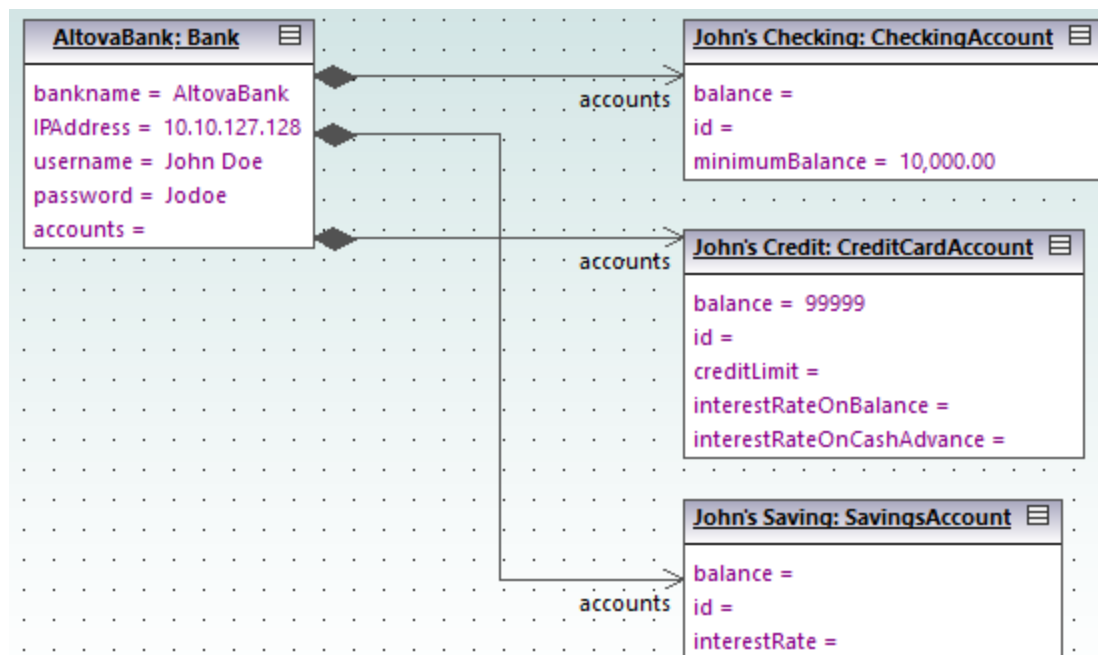 AltovaBank: Bank
bankname = AltovaBank
IPAddress = 10.10.127.128
username = John Doe
password = Jodoe
accounts =
accounts
John's Checking: CheckingAccount
balance =
id =
minimumBalance = 10,000.00
accounts
John's Credit: CreditCardAccount
balance = 99999
id =
creditLimit =
interestRateOnBalance =
interestRateOnCashAdvance =
accounts
John's Saving: SavingsAccount
balance =
id =
interestRate =